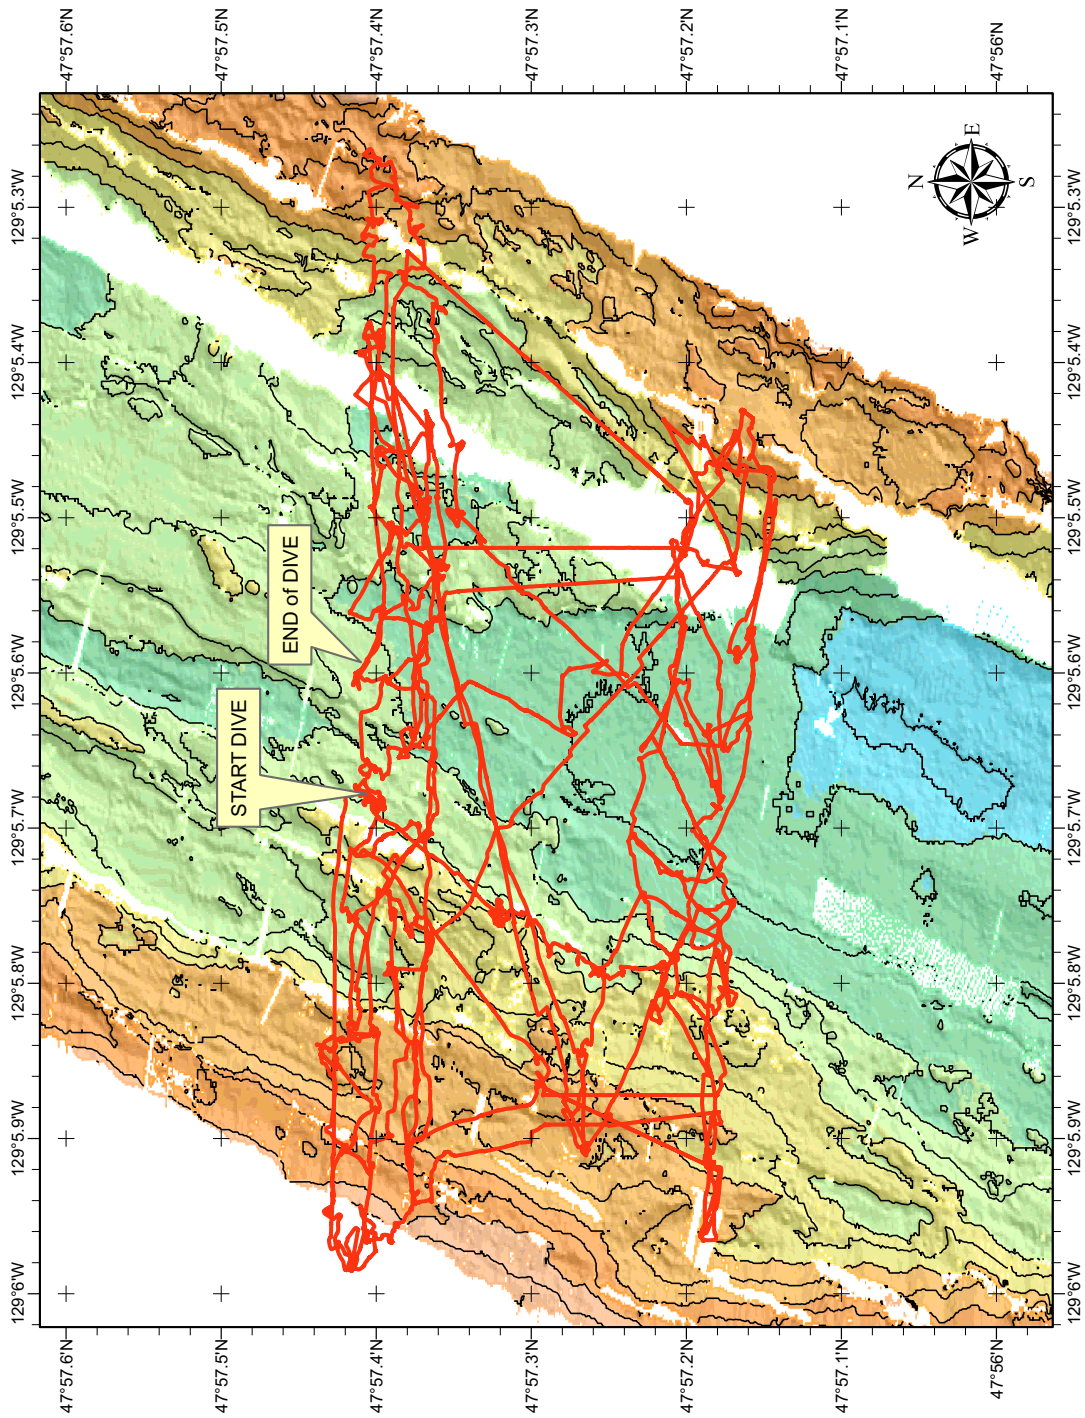 47°57.6'N
47°57.5'N
47°57.4'N
47°57.3'N
47°57.2'N
47°57.1'N
47°56'N
129°5.3'W
129°5.4'W
129°5.5'W
129°5.6'W
129°5.7'W
129°5.8'W
129°5.9'W
129°6'W
END of DIVE
START DIVE
N
W
E
S
129°5.3'W
129°5.4'W
129°5.5'W
129°5.6'W
129°5.7'W
129°5.8'W
129°5.9'W
129°6'W
47°57.6'N
47°57.5'N
47°57.4'N
47°57.3'N
47°57.2'N
47°57.1'N
47°56'N